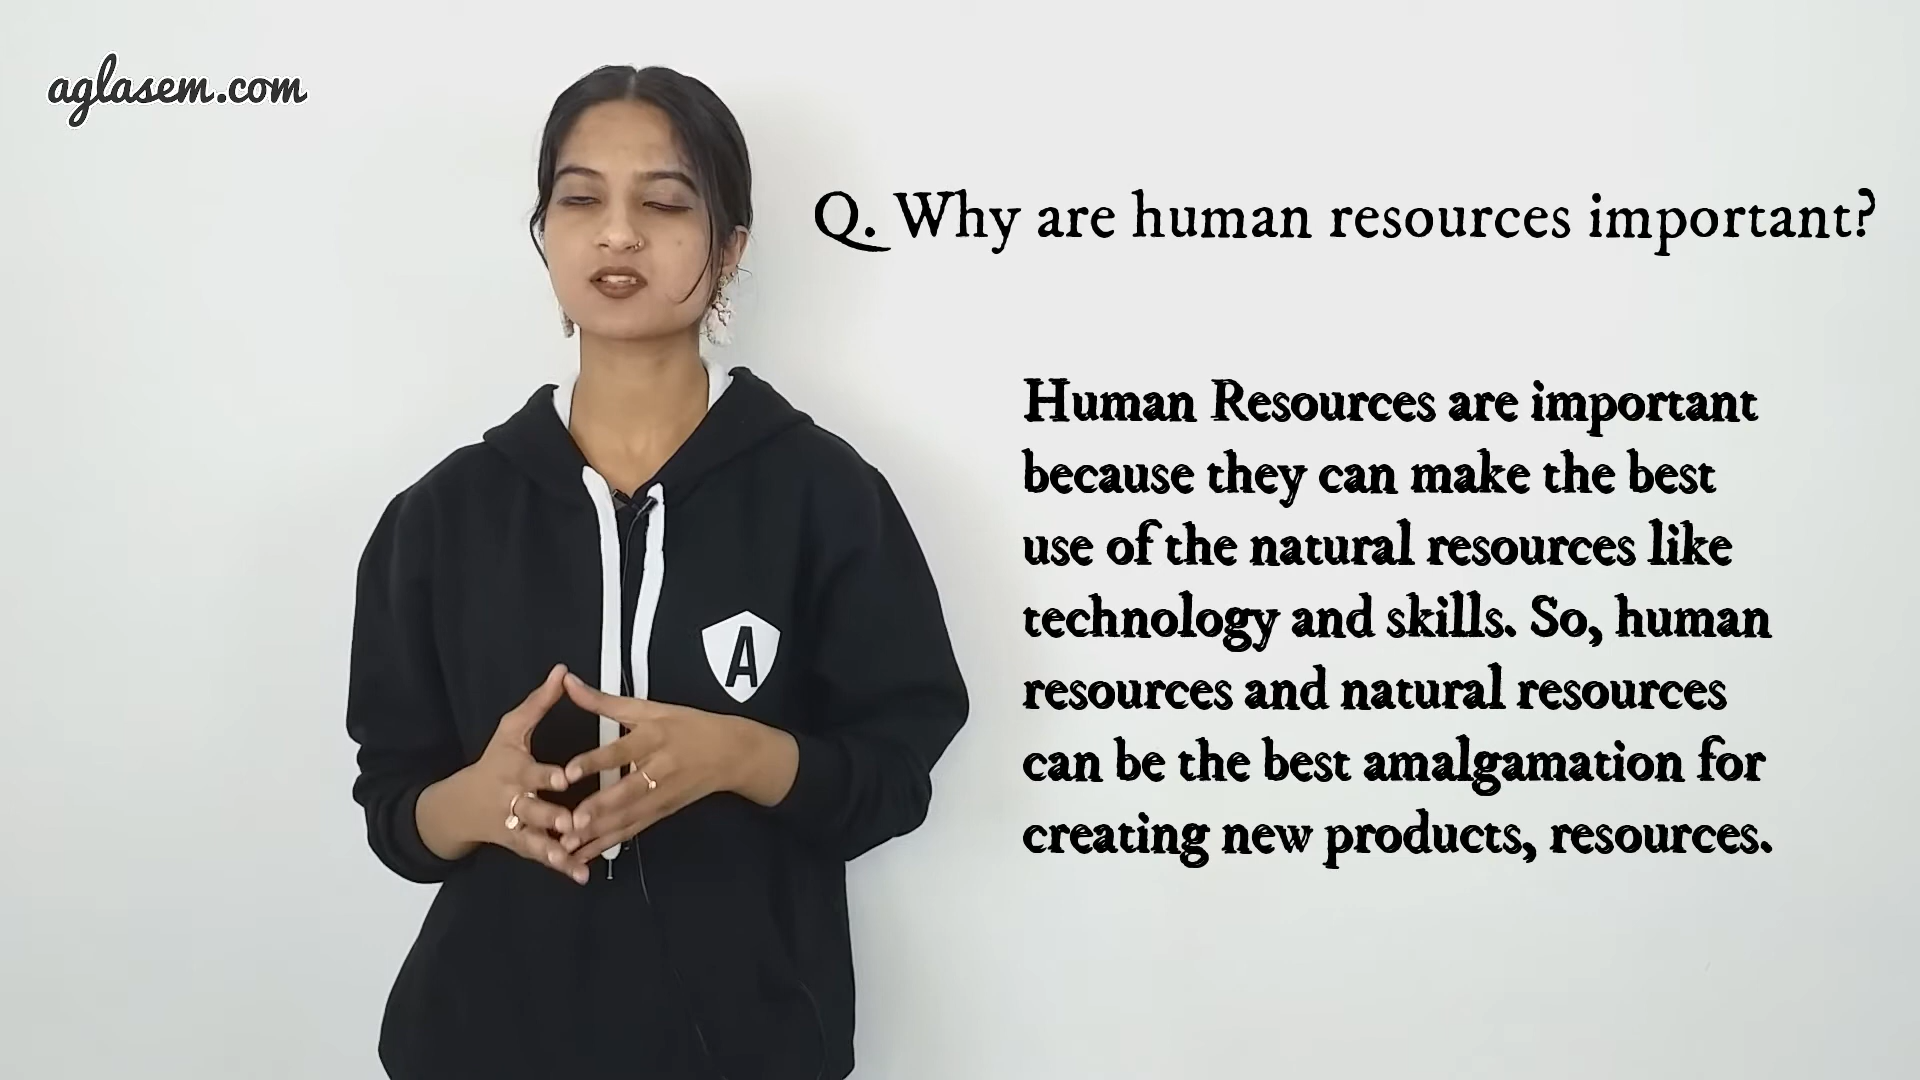 aglasem.com
Q. Why are human resources important?
Human Resources are important
because they can make the best
use of the natural resources like
technology and skills. So, human
resources and natural resources
can be the best amalgamation for
creating new products, resources.
A